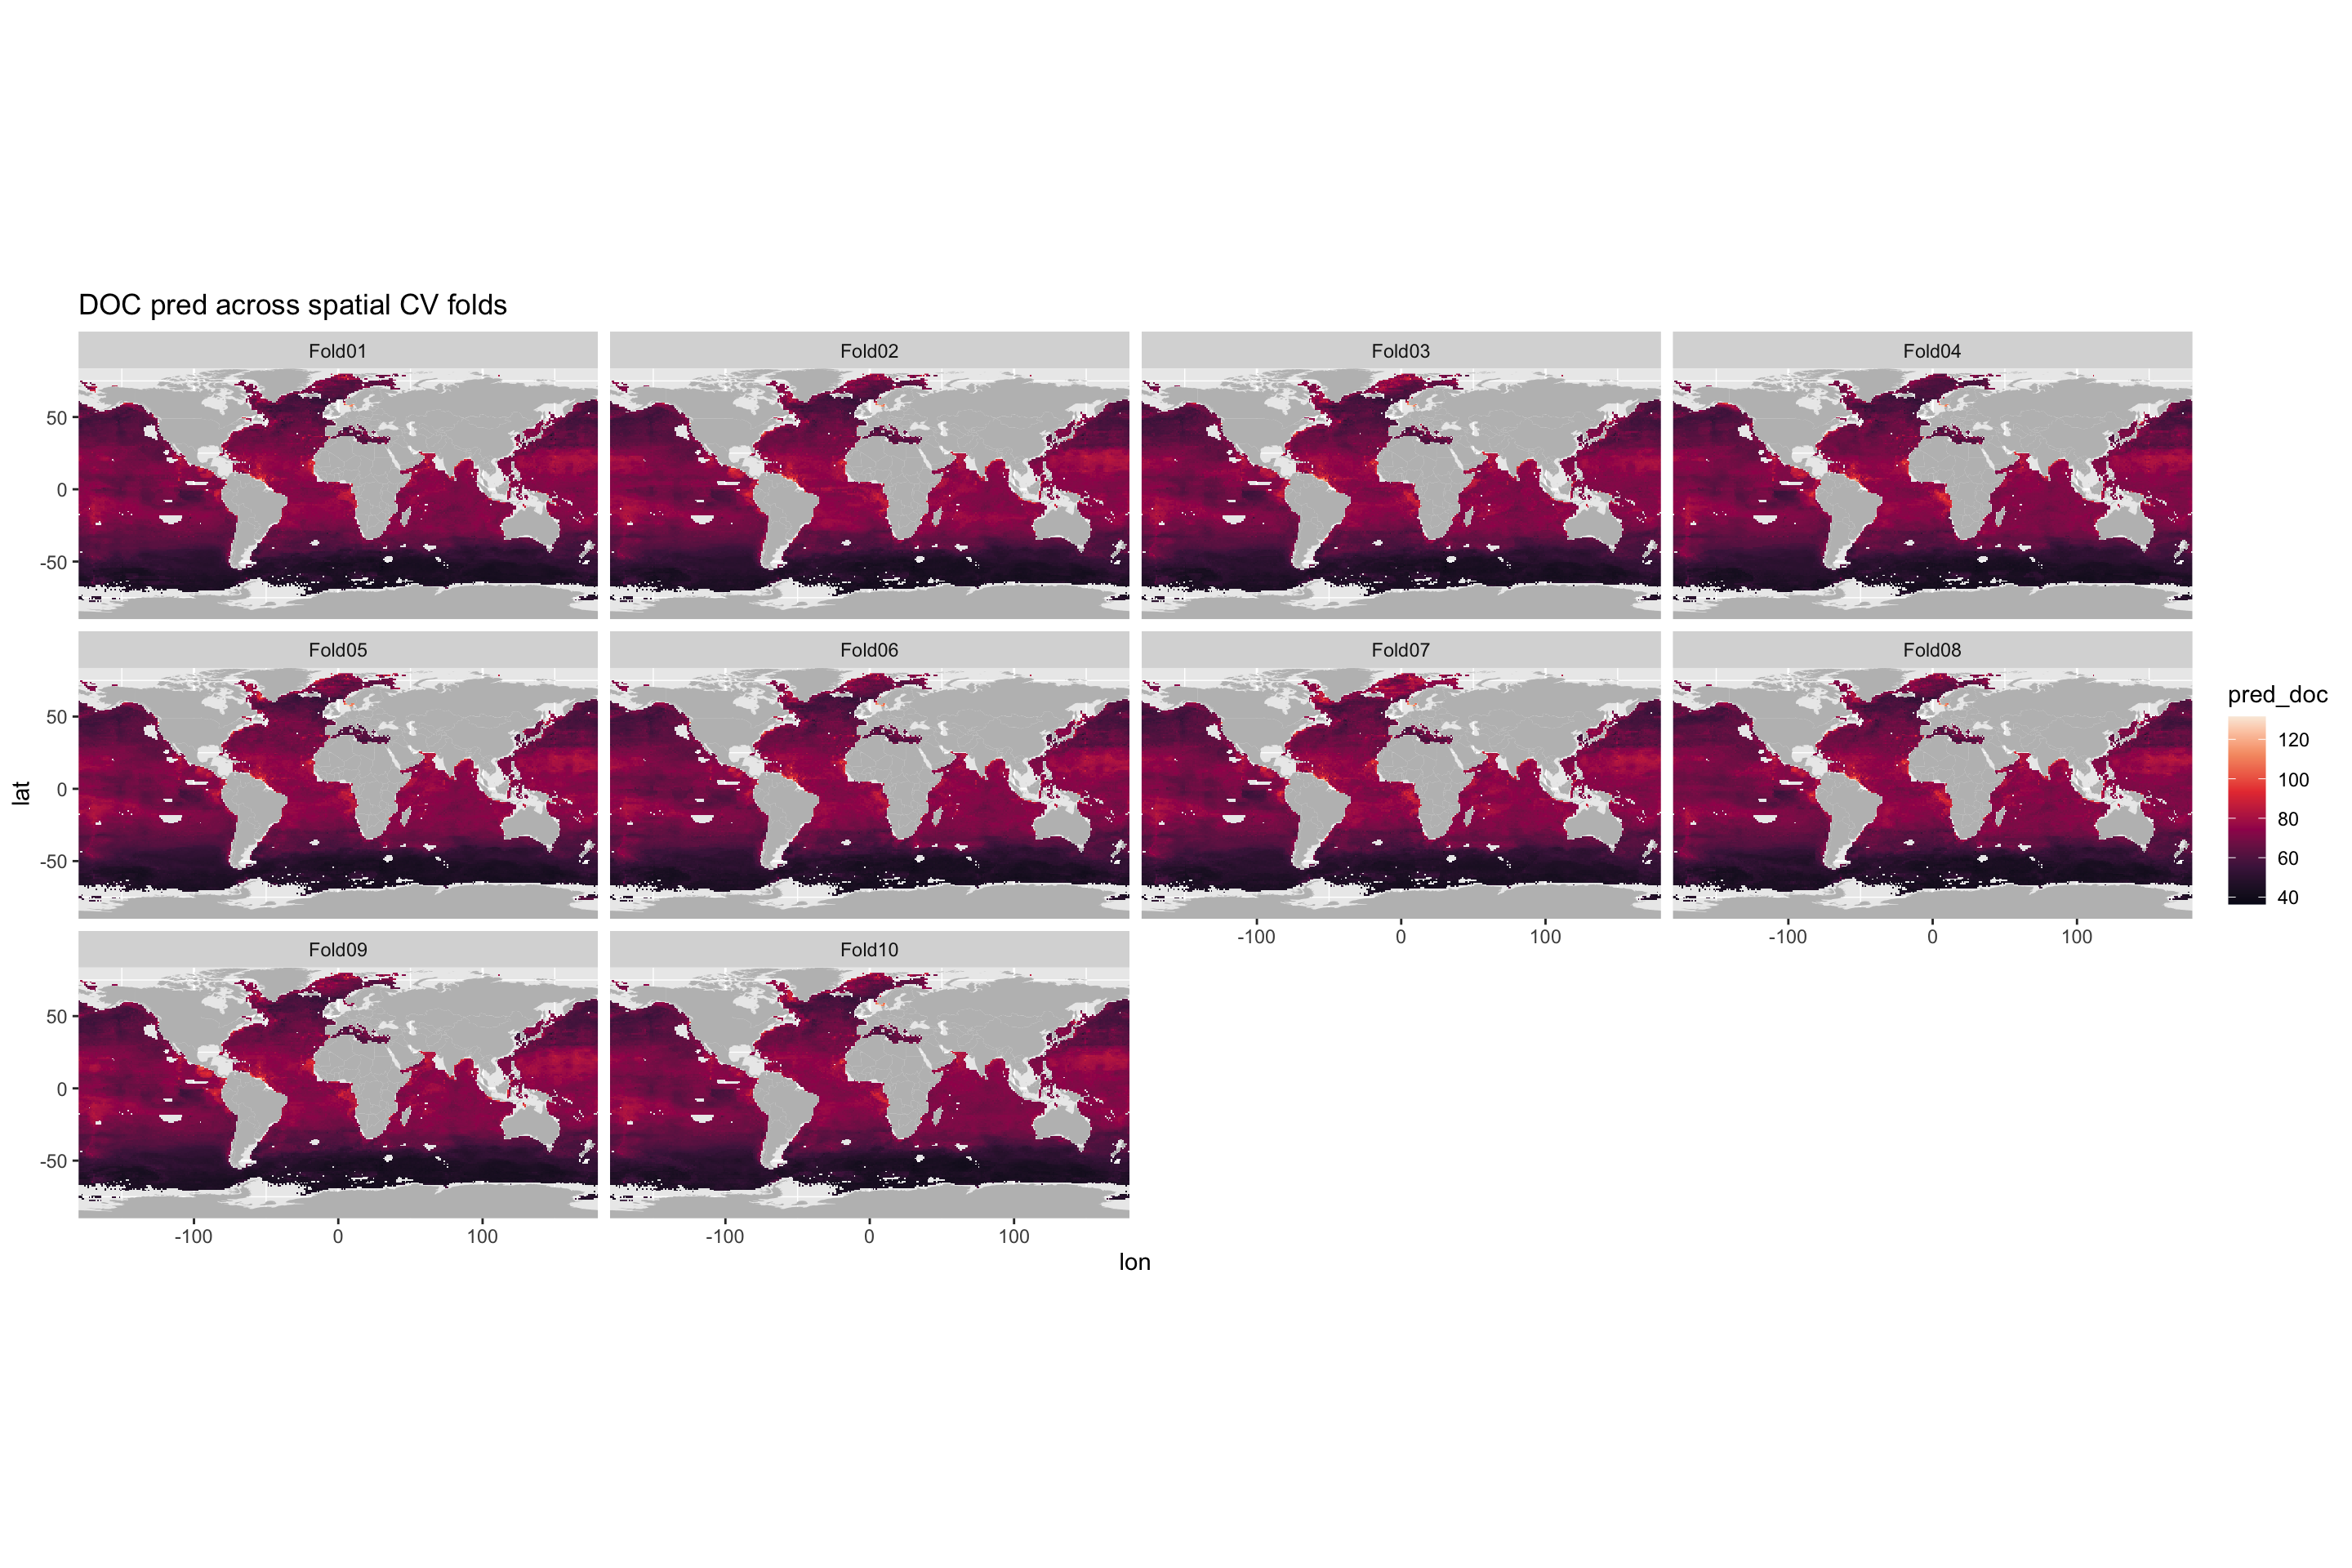 DOC pred across spatial CV folds
Fold01 Fold02 Fold03 Fold04
50
0
-50
Fold05 Fold06 Fold07 Fold08
50
0
-50
-100 0 100 -100 0 100
Fold09 Fold10
50
0
-50
-100 0 100 -100 0 100
lon
lat
pred_doc
120
100
80
60
40